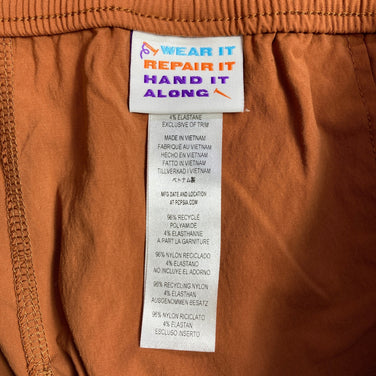 WEAR IT
REPAIR IT
HAND IT
ALONG
4% ELASTANE
EXCLUSIVE OF TRIM
MADE IN VIETNAM
FABRIQUE AU VIETNAM
HECHO EN VIETNAM
FATTO IN VIETNAM
TILLVERKAD I VIETNAM
ベトナム製
MFG DATE AND LOCATION
AT PCPSIA.COM
96% RECYCLÉ
POLYAMIDE
4% ELASTHANNE
À PART LA GARNITURE
96% NYLON RECICLADO
4% ELASTANO
NO INCLUYE EL ADORNO
96% RECYCLING NYLON
4% ELASTHAN
AUSGENOMMEN BESATZ
96% NYLON RICICLATO
4% ELASTAN
ESCLUSO INSERTO